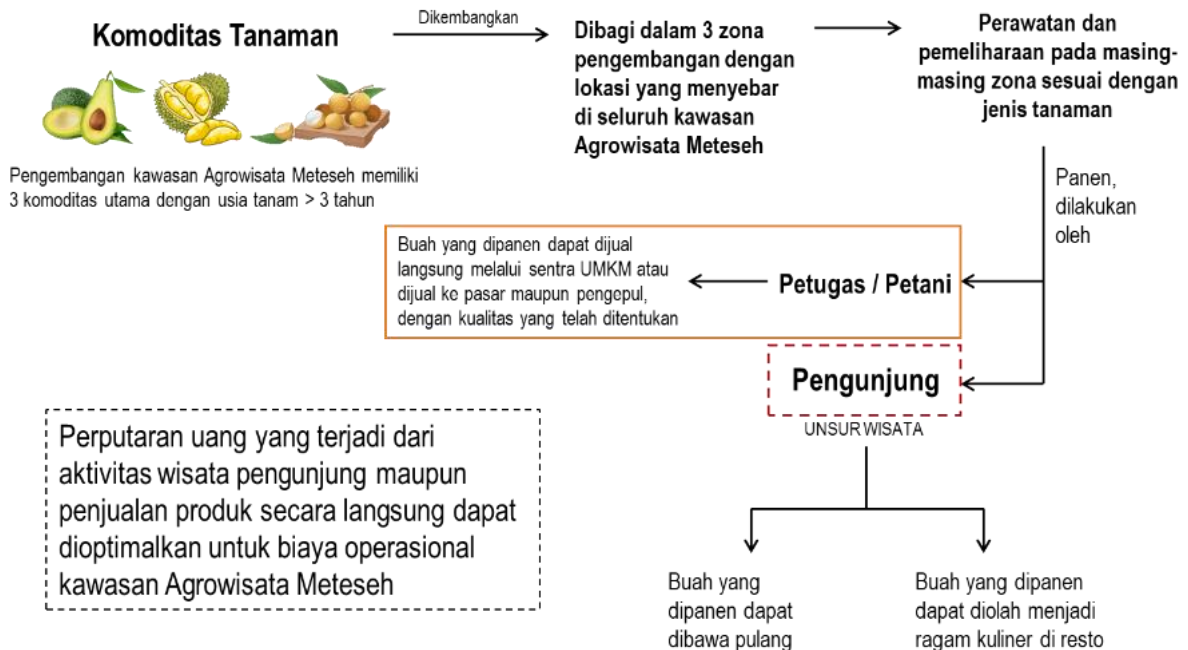 Komoditas Tanaman
Pengembangan kawasan Agrowisata Meteseh memiliki
3 komoditas utama dengan usia tanam > 3 tahun
Dikembangkan
Dibagi dalam 3 zona
pengembangan dengan
lokasi yang menyebar
di seluruh kawasan
Agrowisata Meteseh
Perawatan dan
pemeliharaan pada masing-
masing zona sesuai dengan
jenis tanaman
Panen,
dilakukan
oleh
Petugas / Petani
Buah yang dipanen dapat dijual
langsung melalui sentra UMKM atau
dijual ke pasar maupun pengepul,
dengan kualitas yang telah ditentukan
Pengunjung
UNSUR WISATA
Buah yang
dipanen dapat
dibawa pulang
Buah yang dipanen
dapat diolah menjadi
ragam kuliner di resto
Perputaran uang yang terjadi dari
aktivitas wisata pengunjung maupun
penjualan produk secara langsung dapat
dioptimalkan untuk biaya operasional
kawasan Agrowisata Meteseh